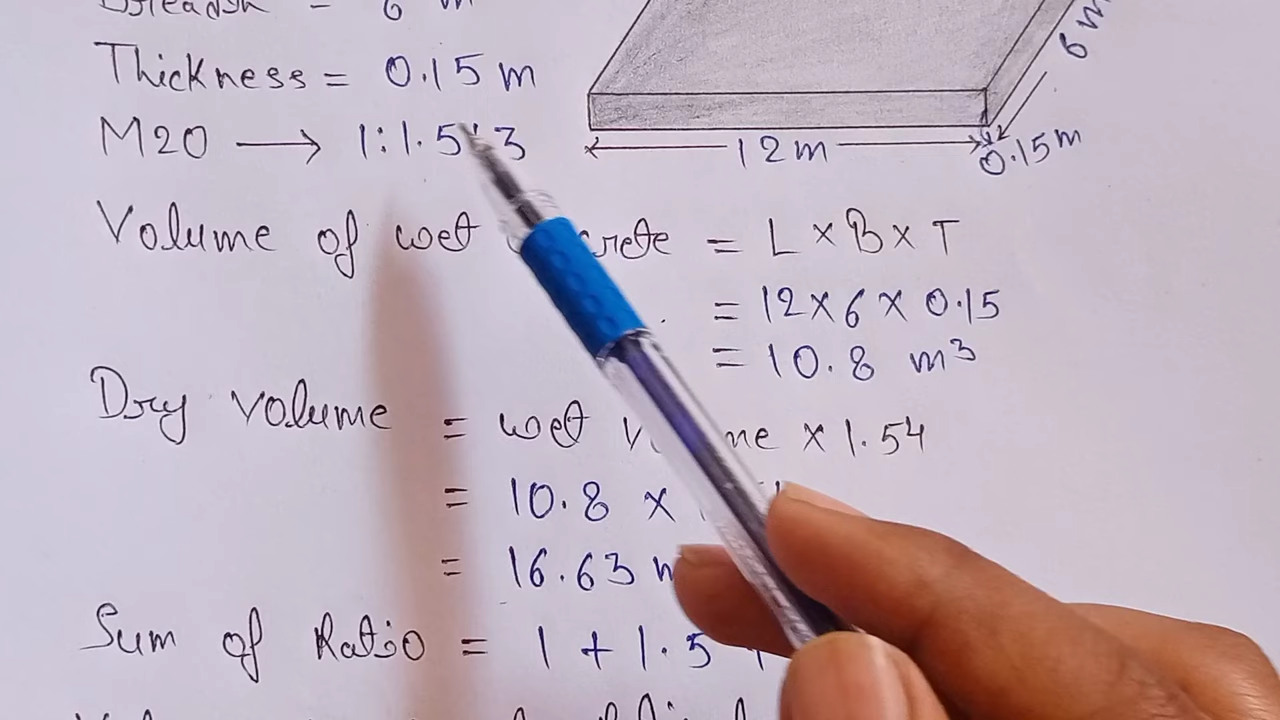 6 m
Thickness = 0.15 m
M20 → 1:1.5:3
6 m
12 m
0.15 m
Volume of wet = L × B × T
= 12 × 6 × 0.15
= 10.8 m³
Dry volume = wet × 1.54
= 10.8 ×
= 16.63
Sum of Ratio = 1 + 1.5